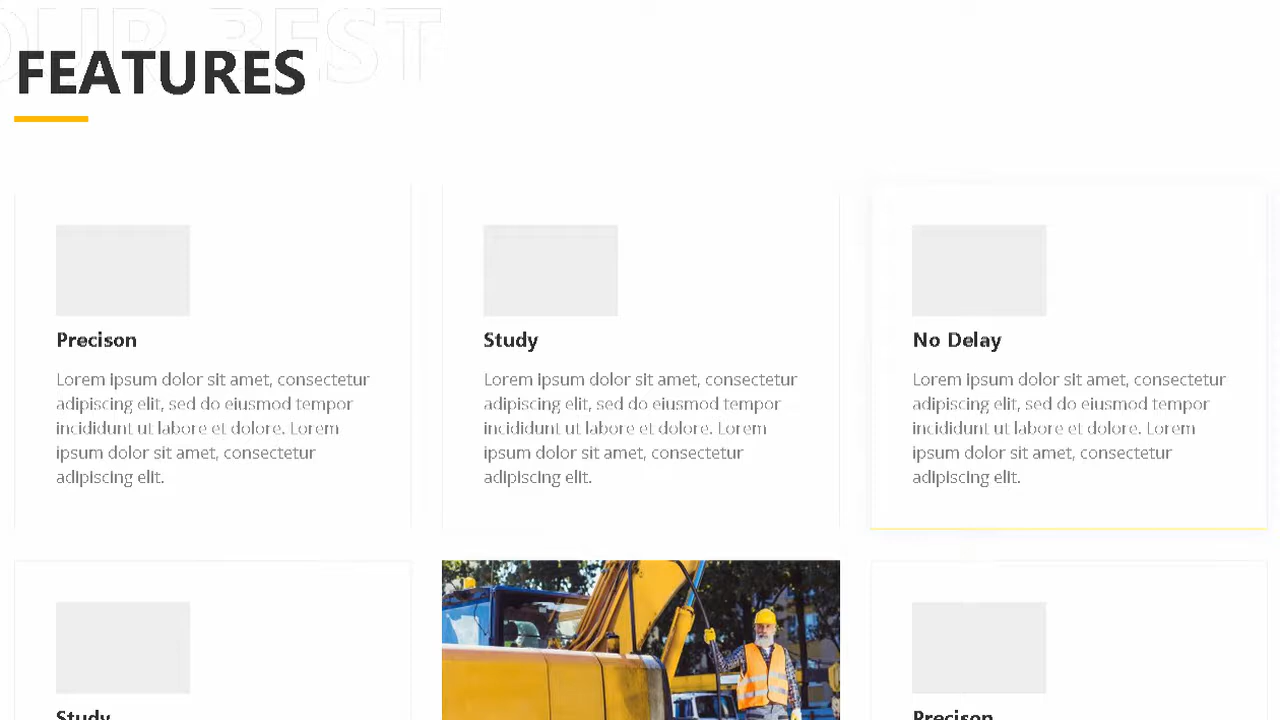 OUR BEST
FEATURES
Precison
Lorem ipsum dolor sit amet, consectetur
adipiscing elit, sed do eiusmod tempor
incididunt ut labore et dolore. Lorem
ipsum dolor sit amet, consectetur
adipiscing elit.
Study
Lorem ipsum dolor sit amet, consectetur
adipiscing elit, sed do eiusmod tempor
incididunt ut labore et dolore. Lorem
ipsum dolor sit amet, consectetur
adipiscing elit.
No Delay
Lorem ipsum dolor sit amet, consectetur
adipiscing elit, sed do eiusmod tempor
incididunt ut labore et dolore. Lorem
ipsum dolor sit amet, consectetur
adipiscing elit.
Study
Precison